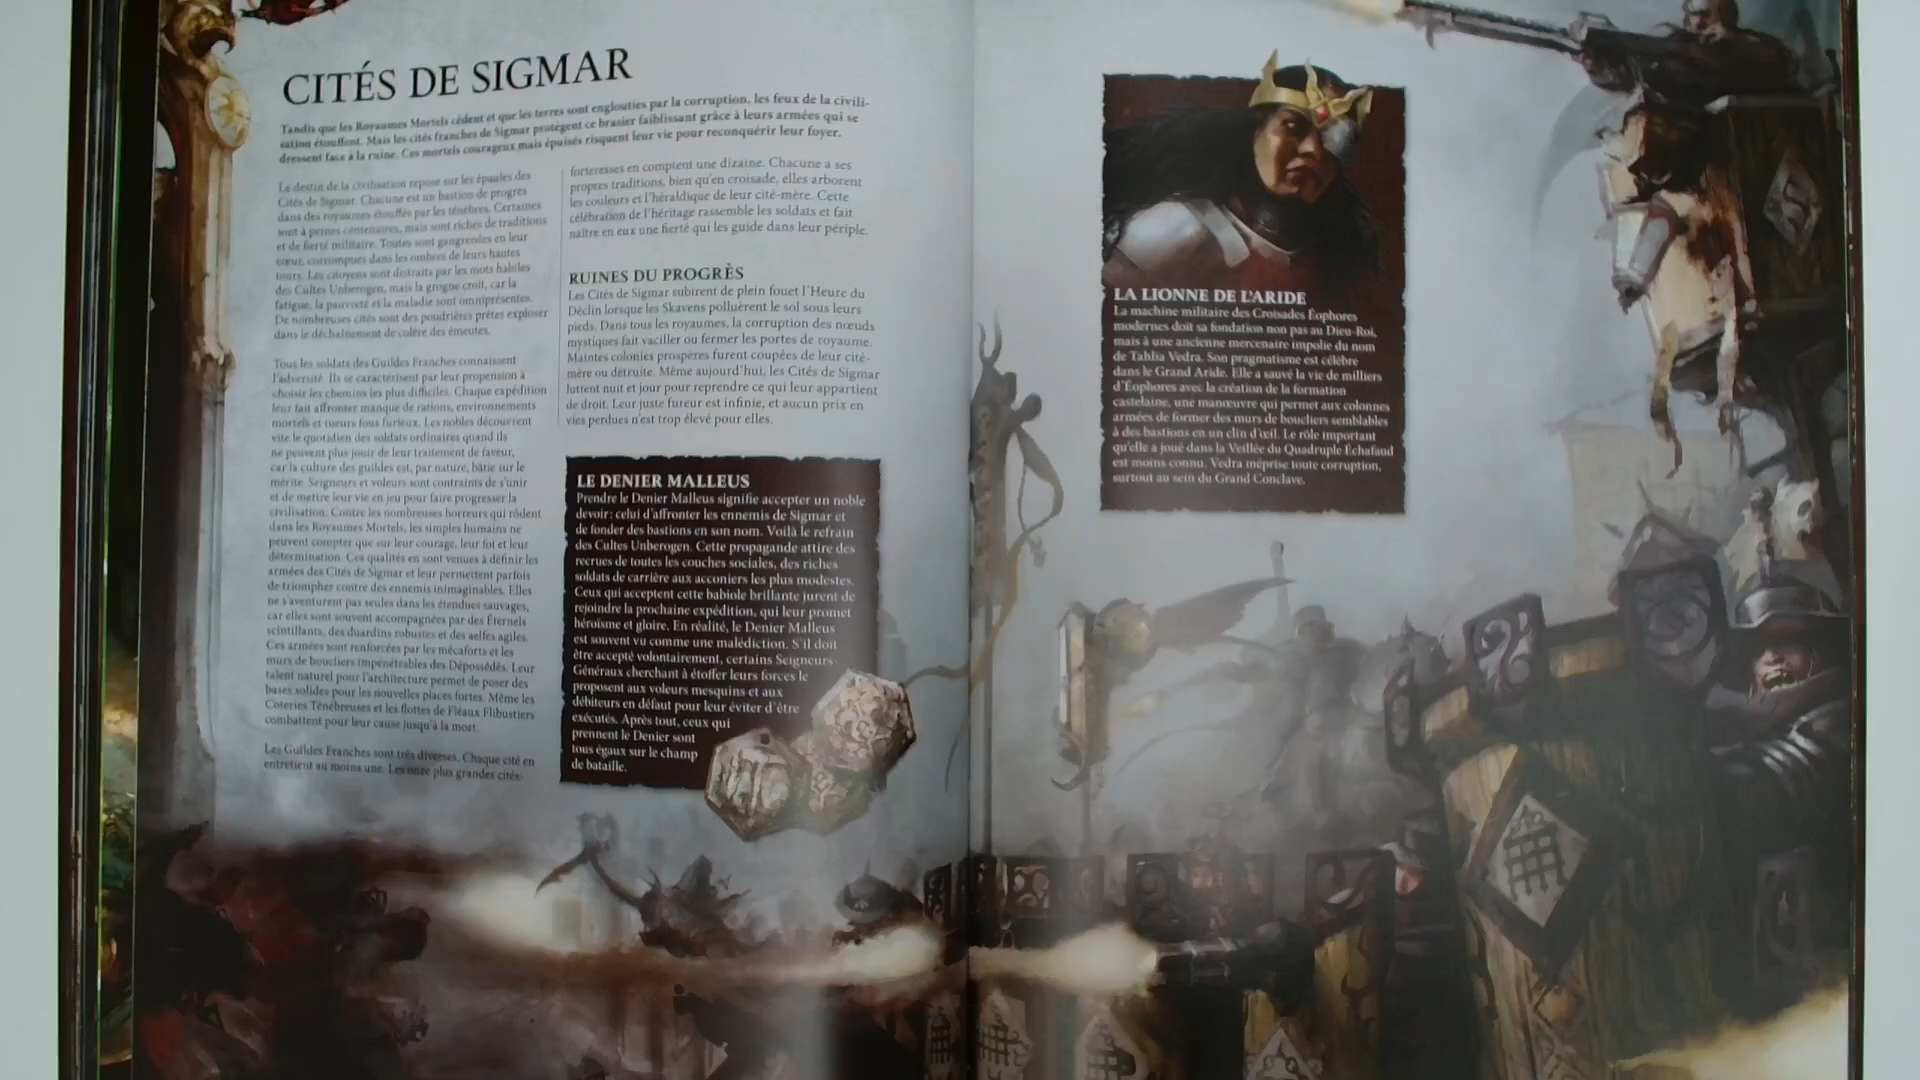 CITÉS DE SIGMAR
Tandis que les Royaumes Mortels cèdent et que les terres sont englouties par la corruption, les feux de la civili-
sation étouffent. Mais les cités franches de Sigmar protègent ce brasier faiblissant grâce à leurs armées qui se
dressent face à la ruine. Ces mortels courageux mais épuisés risquent leur vie pour reconquérir leur foyer.
Le destin de la civilisation repose sur les épaules des
Cités de Sigmar. Chacune est un bastion de progrès
dans des royaumes étouffés par les ténèbres. Certaines
sont à peines centenaires, mais sont riches de traditions
et de fierté militaire. Toutes sont gangrenées en leur
cœur, corrompues dans les ombres de leurs hautes
tours. Les citoyens sont distraits par les mots habiles
des Cultes Unberogen, mais la grogne croît, car la
fatigue, la pauvreté et la maladie sont omniprésentes.
De nombreuses cités sont des poudrières prêtes exploser
dans le déchaînement de colère des émeutes.
Tous les soldats des Guildes Franches connaissent
l'adversité. Ils se caractérisent par leur propension à
choisir les chemins les plus difficiles. Chaque expédition
leur fait affronter manque de rations, environnements
mortels et tueurs fous furieux. Les nobles découvrent
vite le quotidien des soldats ordinaires quand ils
ne peuvent plus jouir de leur traitement de faveur,
car la culture des guildes est, par nature, bâtie sur le
mérite. Seigneurs et voleurs sont contraints de s'unir
et de mettre leur vie en jeu pour faire progresser la
civilisation. Contre les nombreuses horreurs qui rôdent
dans les Royaumes Mortels, les simples humains ne
peuvent compter que sur leur courage, leur foi et leur
détermination. Ces qualités en sont venues à définir les
armées des Cités de Sigmar et leur permettent parfois
de triompher contre des ennemis inimaginables. Elles
ne s'aventurent pas seules dans les étendues sauvages,
car elles sont souvent accompagnées par des Éternels
scintillants, des duardins robustes et des aelfes agiles.
Ces armées sont renforcées par les mécaforts et les
murs de boucliers impénétrables des Dépossédés. Leur
talent naturel pour l'architecture permet de poser des
bases solides pour les nouvelles places fortes. Même les
Coteries Ténébreuses et les flottes de Fléaux Flibustiers
combattent pour leur cause jusqu'à la mort.
Les Guildes Franches sont très diverses. Chaque cité en
entretient au moins une. Les onze plus grandes cités-
forteresses en comptent une dizaine. Chacune a ses
propres traditions, bien qu'en croisade, elles arborent
les couleurs et l'héraldique de leur cité-mère. Cette
célébration de l'héritage rassemble les soldats et fait
naître en eux une fierté qui les guide dans leur périple.
RUINES DU PROGRÈS
Les Cités de Sigmar subirent de plein fouet l'Heure du
Déclin lorsque les Skavens polluèrent le sol sous leurs
pieds. Dans tous les royaumes, la corruption des nœuds
mystiques fait vaciller ou fermer les portes de royaume.
Maintes colonies prospères furent coupées de leur cité-
mère ou détruite. Même aujourd'hui, les Cités de Sigmar
luttent nuit et jour pour reprendre ce qui leur appartient
de droit. Leur juste fureur est infinie, et aucun prix en
vies perdues n'est trop élevé pour elles.
LE DENIER MALLEUS
Prendre le Denier Malleus signifie accepter un noble
devoir : celui d'affronter les ennemis de Sigmar et
de fonder des bastions en son nom. Voilà le refrain
des Cultes Unberogen. Cette propagande attire des
recrues de toutes les couches sociales, des riches
soldats de carrière aux acconiers les plus modestes.
Ceux qui acceptent cette babiole brillante jurent de
rejoindre la prochaine expédition, qui leur promet
héroïsme et gloire. En réalité, le Denier Malleus
est souvent vu comme une malédiction. S'il doit
être accepté volontairement, certains Seigneurs-
Généraux cherchant à étoffer leurs forces le
proposent aux voleurs mesquins et aux
débiteurs en défaut pour leur éviter d'être
exécutés. Après tout, ceux qui
prennent le Denier sont
tous égaux sur le champ
de bataille.
LA LIONNE DE L'ARIDE
La machine militaire des Croisades Éophores
modernes doit sa fondation non pas au Dieu-Roi,
mais à une ancienne mercenaire impolie du nom
de Tahlia Vedra. Son pragmatisme est célèbre
dans le Grand Aride. Elle a sauvé la vie de milliers
d'Éophores avec la création de la formation
castelaine, une manœuvre qui permet aux colonnes
armées de former des murs de boucliers semblables
à des bastions en un clin d'œil. Le rôle important
qu'elle a joué dans la Veillée du Quadruple Échafaud
est moins connu. Vedra méprise toute corruption,
surtout au sein du Grand Conclave.